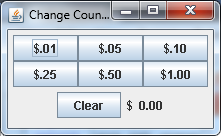 Change Coun...
$.01 $.05 $.10
$.25 $.50 $1.00
Clear $ 0.00